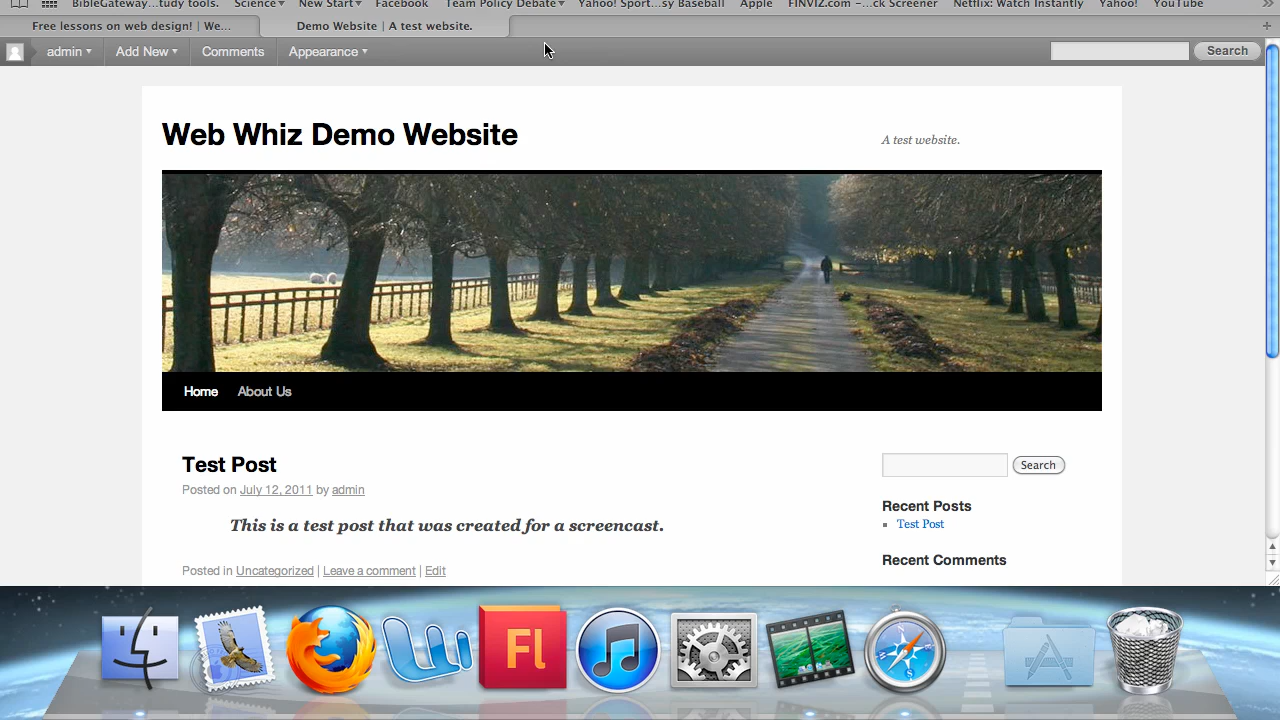 BibleGateway...tudy tools. Science New Start Facebook Team Policy Debate Yahoo! Sport...sy Baseball Apple FINVIZ.com -...ck Screener Netflix: Watch Instantly Yahoo! YouTube
Free lessons on web design! | We... Demo Website | A test website.
admin Add New Comments Appearance Search
Web Whiz Demo Website
A test website.
Home About Us
Test Post
Search
Posted on July 12, 2011 by admin
Recent Posts
Test Post
This is a test post that was created for a screencast.
Recent Comments
Posted in Uncategorized | Leave a comment | Edit
Fl